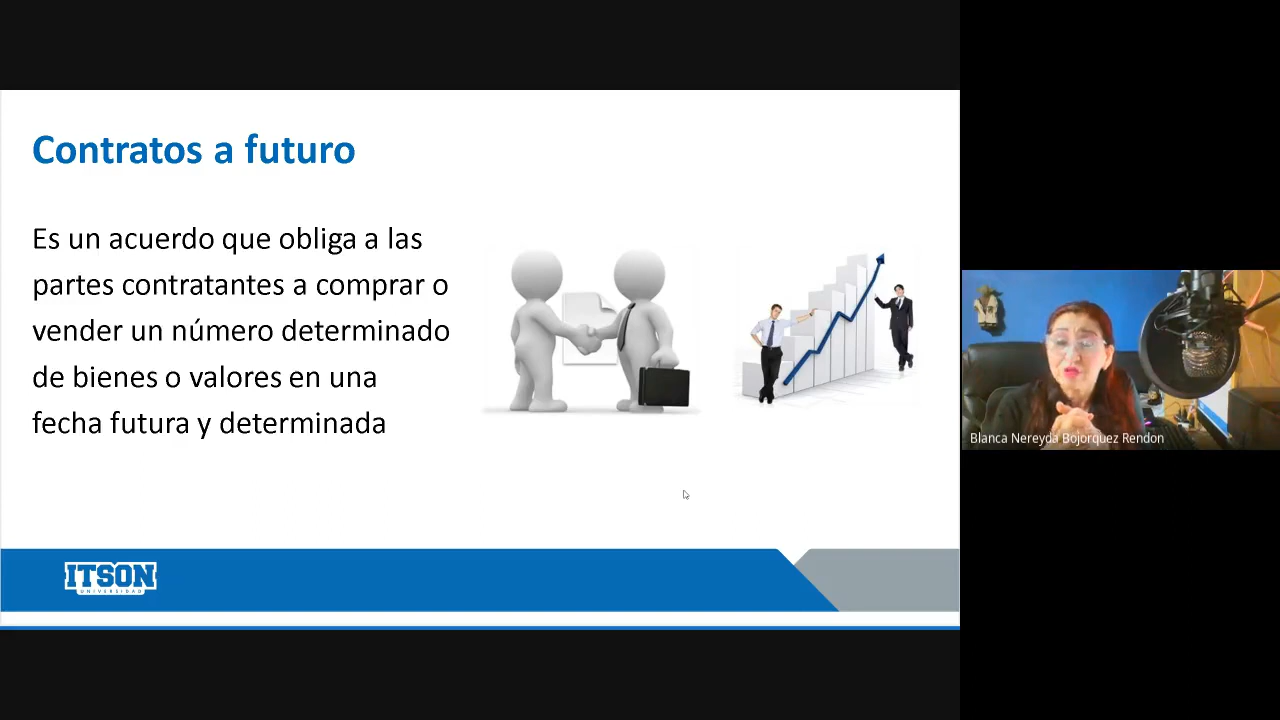 Contratos a futuro
Es un acuerdo que obliga a las
partes contratantes a comprar o
vender un número determinado
de bienes o valores en una
fecha futura y determinada
ITSON
UNIVERSIDAD
Blanca Nereyda Bojorquez Rendon